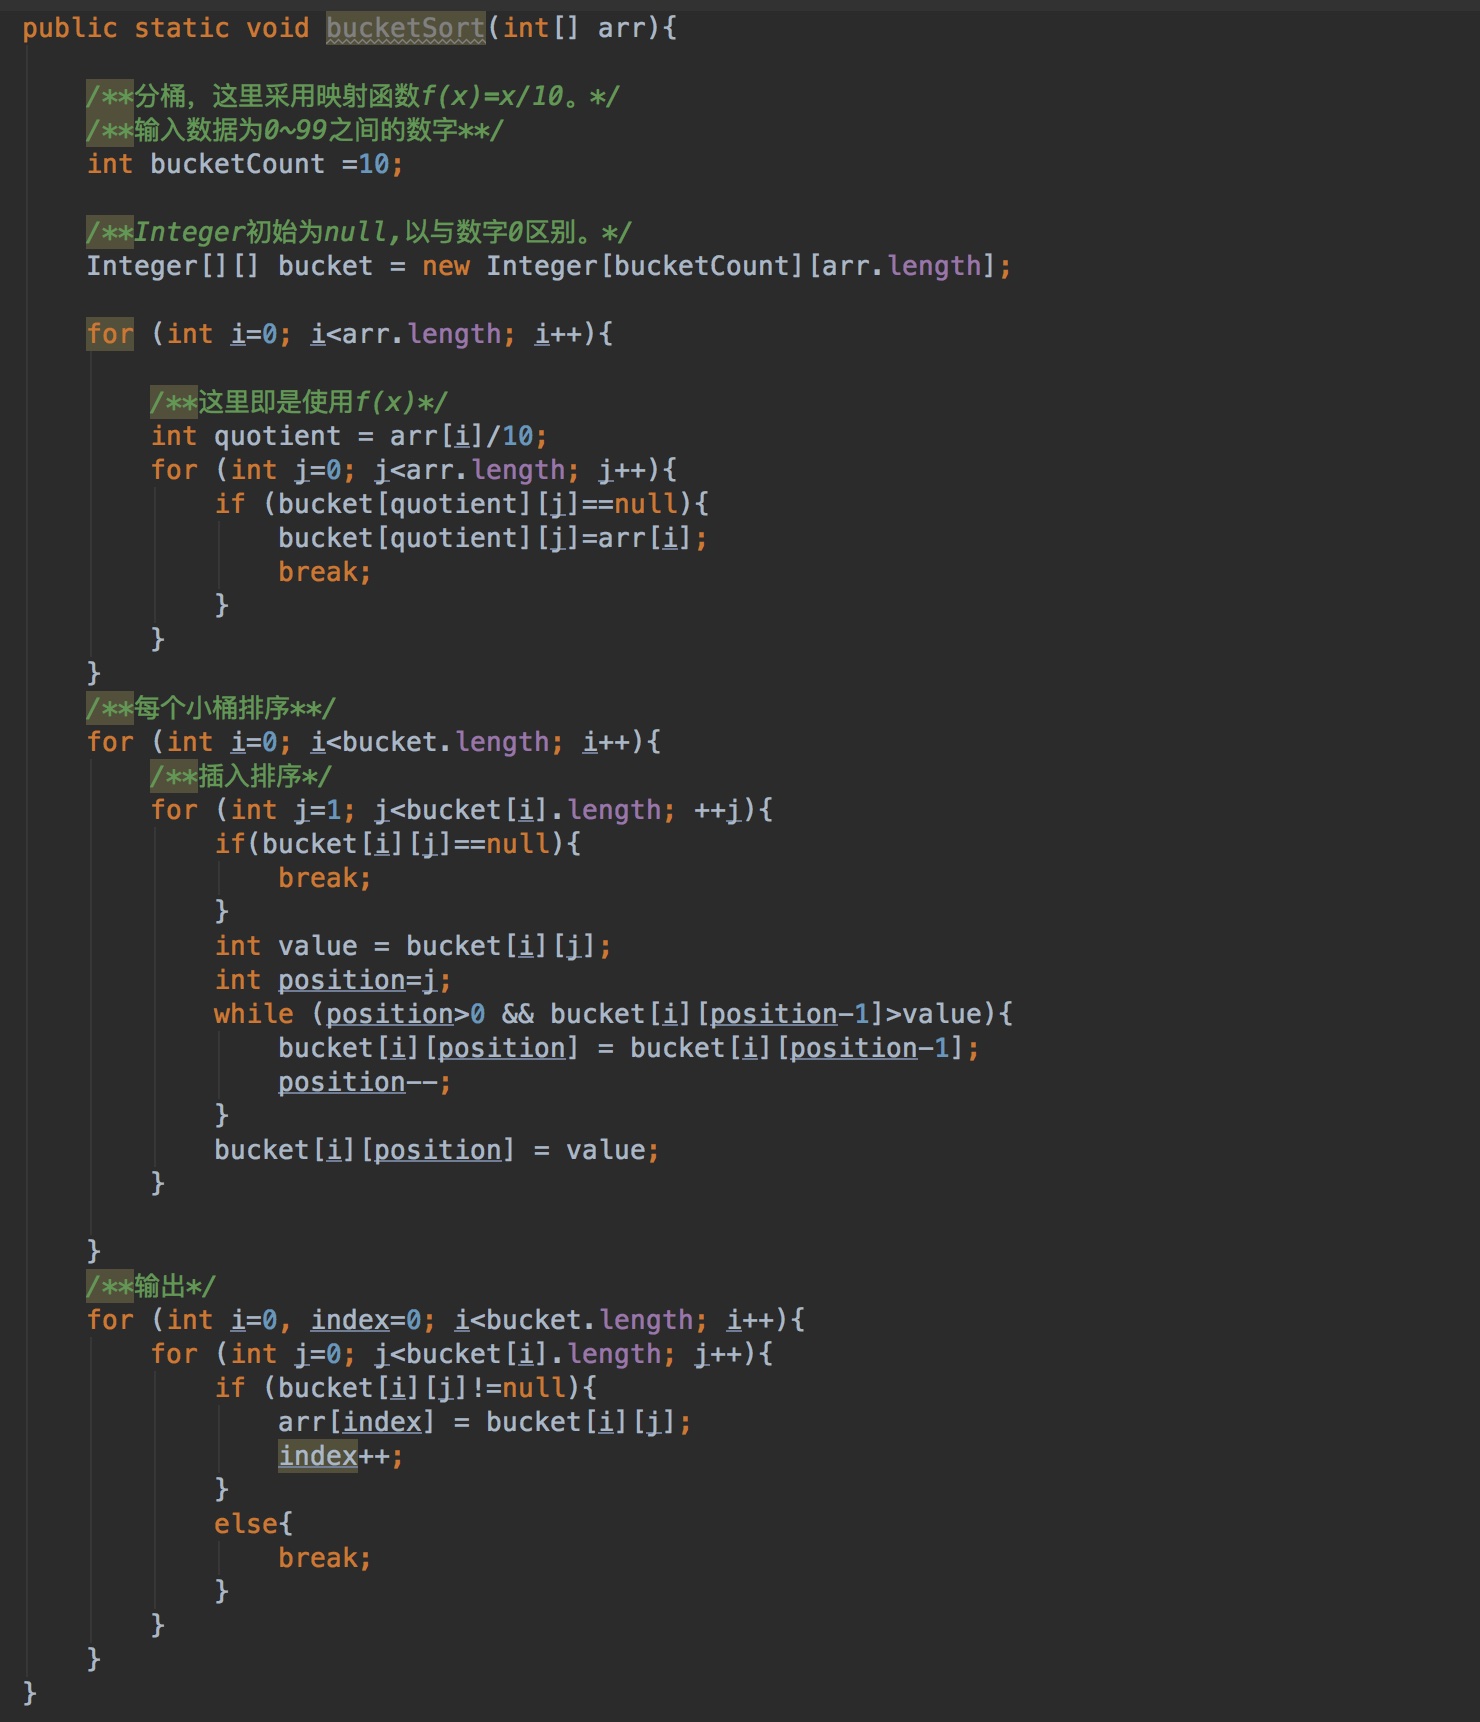 public static void bucketSort(int[] arr){
/**分桶，这里采用映射函数f(x)=x/10。*/
/**输入数据为0~99之间的数字**/
int bucketCount =10;
/**Integer初始为null,以与数字0区别。*/
Integer[][] bucket = new Integer[bucketCount][arr.length];
for (int i=0; i<arr.length; i++){
/**这里即是使用f(x)*/
int quotient = arr[i]/10;
for (int j=0; j<arr.length; j++){
if (bucket[quotient][j]==null){
bucket[quotient][j]=arr[i];
break;
}
}
}
/**每个小桶排序**/
for (int i=0; i<bucket.length; i++){
/**插入排序*/
for (int j=1; j<bucket[i].length; ++j){
if(bucket[i][j]==null){
break;
}
int value = bucket[i][j];
int position=j;
while (position>0 && bucket[i][position-1]>value){
bucket[i][position] = bucket[i][position-1];
position--;
}
bucket[i][position] = value;
}
}
/**输出*/
for (int i=0, index=0; i<bucket.length; i++){
for (int j=0; j<bucket[i].length; j++){
if (bucket[i][j]!=null){
arr[index] = bucket[i][j];
index++;
}
else{
break;
}
}
}
}